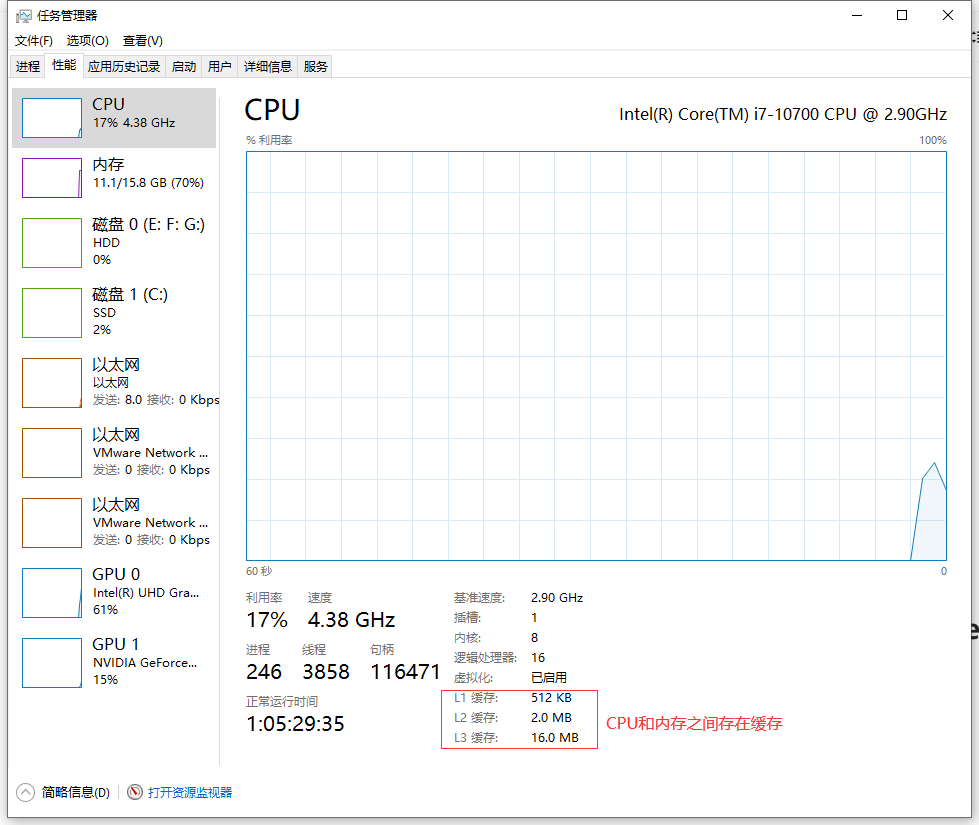 任务管理器
文件(F) 选项(O) 查看(V)
进程 性能 应用历史记录 启动 用户 详细信息 服务
CPU
17% 4.38 GHz
内存
11.1/15.8 GB (70%)
磁盘 0 (E: F: G:)
HDD
0%
磁盘 1 (C:)
SSD
2%
以太网
以太网
发送: 8.0 接收: 0 Kbps
以太网
VMware Network ...
发送: 0 接收: 0 Kbps
以太网
VMware Network ...
发送: 0 接收: 0 Kbps
GPU 0
Intel(R) UHD Gra...
61%
GPU 1
NVIDIA GeForce...
15%
CPU
Intel(R) Core(TM) i7-10700 CPU @ 2.90GHz
% 利用率
100%
60 秒
0
利用率 速度
17% 4.38 GHz
进程 线程 句柄
246 3858 116471
正常运行时间
1:05:29:35
基准速度: 2.90 GHz
插槽: 1
内核: 8
逻辑处理器: 16
虚拟化: 已启用
L1 缓存: 512 KB
L2 缓存: 2.0 MB
L3 缓存: 16.0 MB
CPU和内存之间存在缓存
简略信息(D)
打开资源监视器